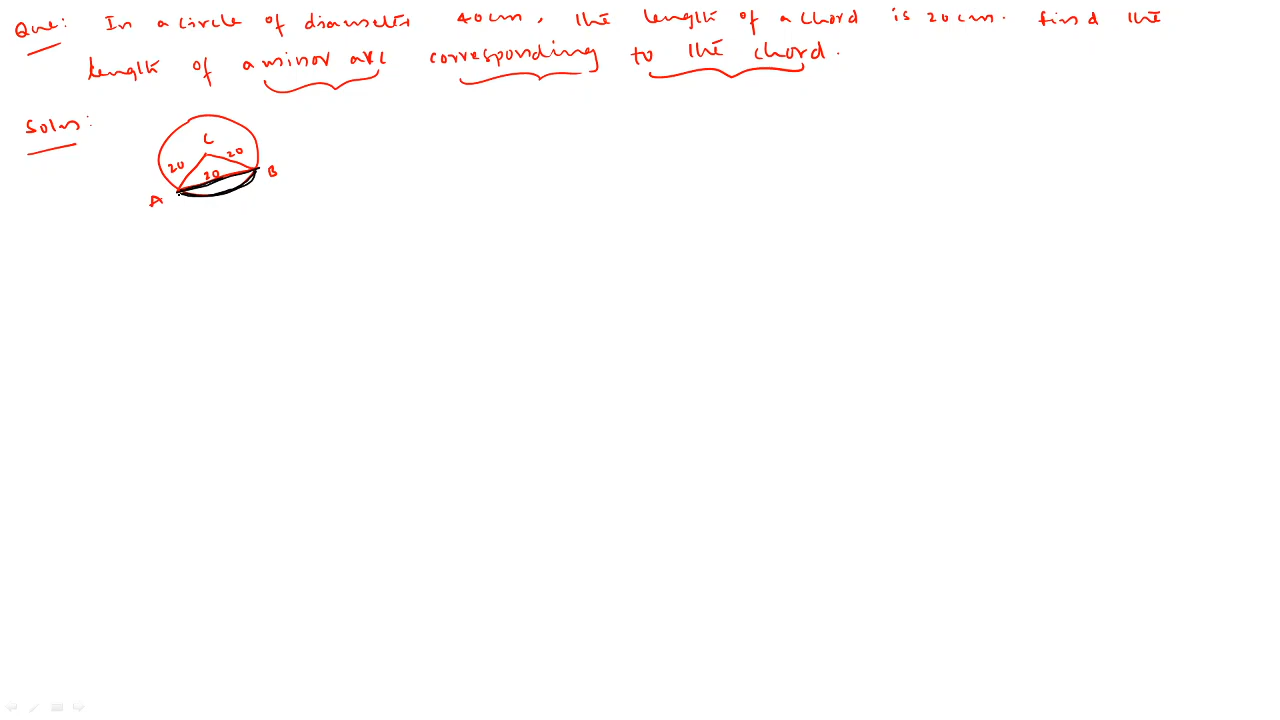 Que: In a circle of diameter 40cm, the length of a chord is 20cm. find the
length of a minor arc corresponding to the chord.
Soln:
C
20 20
20
B
A